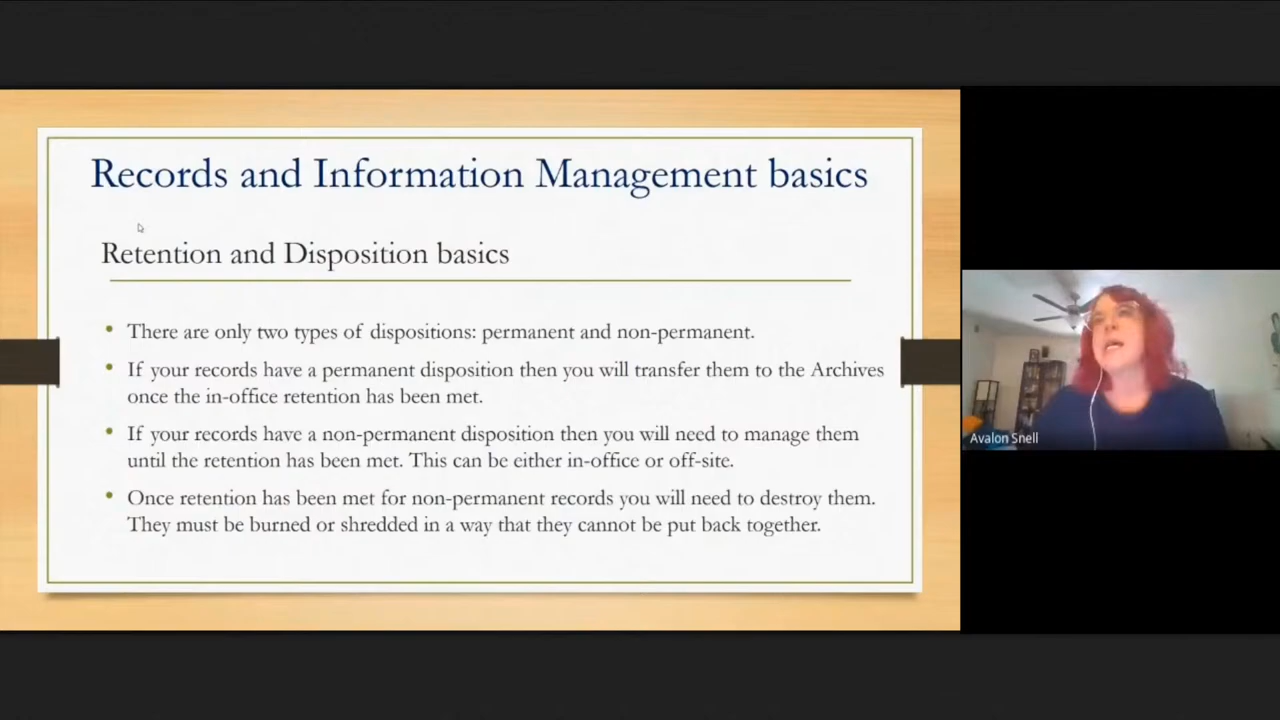 Records and Information Management basics
Retention and Disposition basics
• There are only two types of dispositions: permanent and non-permanent.
• If your records have a permanent disposition then you will transfer them to the Archives
once the in-office retention has been met.
• If your records have a non-permanent disposition then you will need to manage them
until the retention has been met. This can be either in-office or off-site.
• Once retention has been met for non-permanent records you will need to destroy them.
They must be burned or shredded in a way that they cannot be put back together.
Avalon Snell